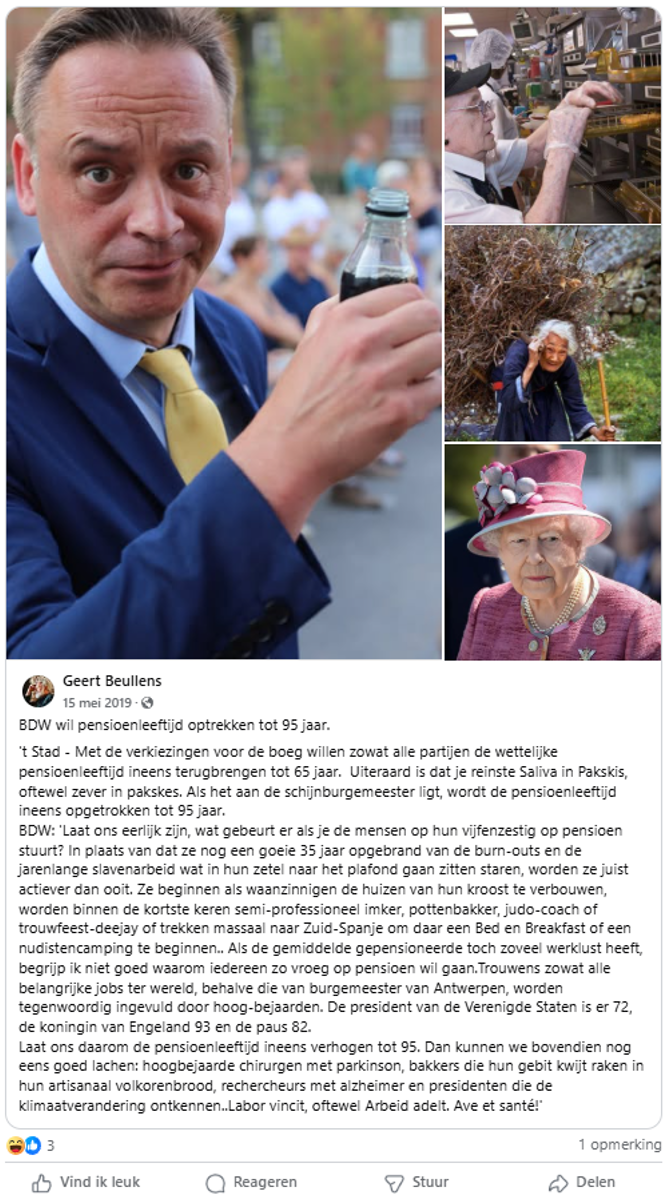 Geert Beullens
15 mei 2019 ·
BDW wil pensioenleeftijd optrekken tot 95 jaar.
't Stad - Met de verkiezingen voor de boeg willen zowat alle partijen de wettelijke
pensioenleeftijd ineens terugbrengen tot 65 jaar.  Uiteraard is dat je reinste Saliva in Pakskis,
oftewel zever in pakskes. Als het aan de schijnburgemeester ligt, wordt de pensioenleeftijd
ineens opgetrokken tot 95 jaar.
BDW: 'Laat ons eerlijk zijn, wat gebeurt er als je de mensen op hun vijfenzestig op pensioen
stuurt? In plaats van dat ze nog een goeie 35 jaar opgebrand van de burn-outs en de
jarenlange slavenarbeid wat in hun zetel naar het plafond gaan zitten staren, worden ze juist
actiever dan ooit. Ze beginnen als waanzinnigen de huizen van hun kroost te verbouwen,
worden binnen de kortste keren semi-professioneel imker, pottenbakker, judo-coach of
trouwfeest-deejay of trekken massaal naar Zuid-Spanje om daar een Bed en Breakfast of een
nudistencamping te beginnen.. Als de gemiddelde gepensioneerde toch zoveel werklust heeft,
begrijp ik niet goed waarom iedereen zo vroeg op pensioen wil gaan.Trouwens zowat alle
belangrijke jobs ter wereld, behalve die van burgemeester van Antwerpen, worden
tegenwoordig ingevuld door hoog-bejaarden. De president van de Verenigde Staten is er 72,
de koningin van Engeland 93 en de paus 82.
Laat ons daarom de pensioenleeftijd ineens verhogen tot 95. Dan kunnen we bovendien nog
eens goed lachen: hoogbejaarde chirurgen met parkinson, bakkers die hun gebit kwijt raken in
hun artisanaal volkorenbrood, rechercheurs met alzheimer en presidenten die de
klimaatverandering ontkennen..Labor vincit, oftewel Arbeid adelt. Ave et santé!'
3
1 opmerking
Vind ik leuk
Reageren
Stuur
Delen